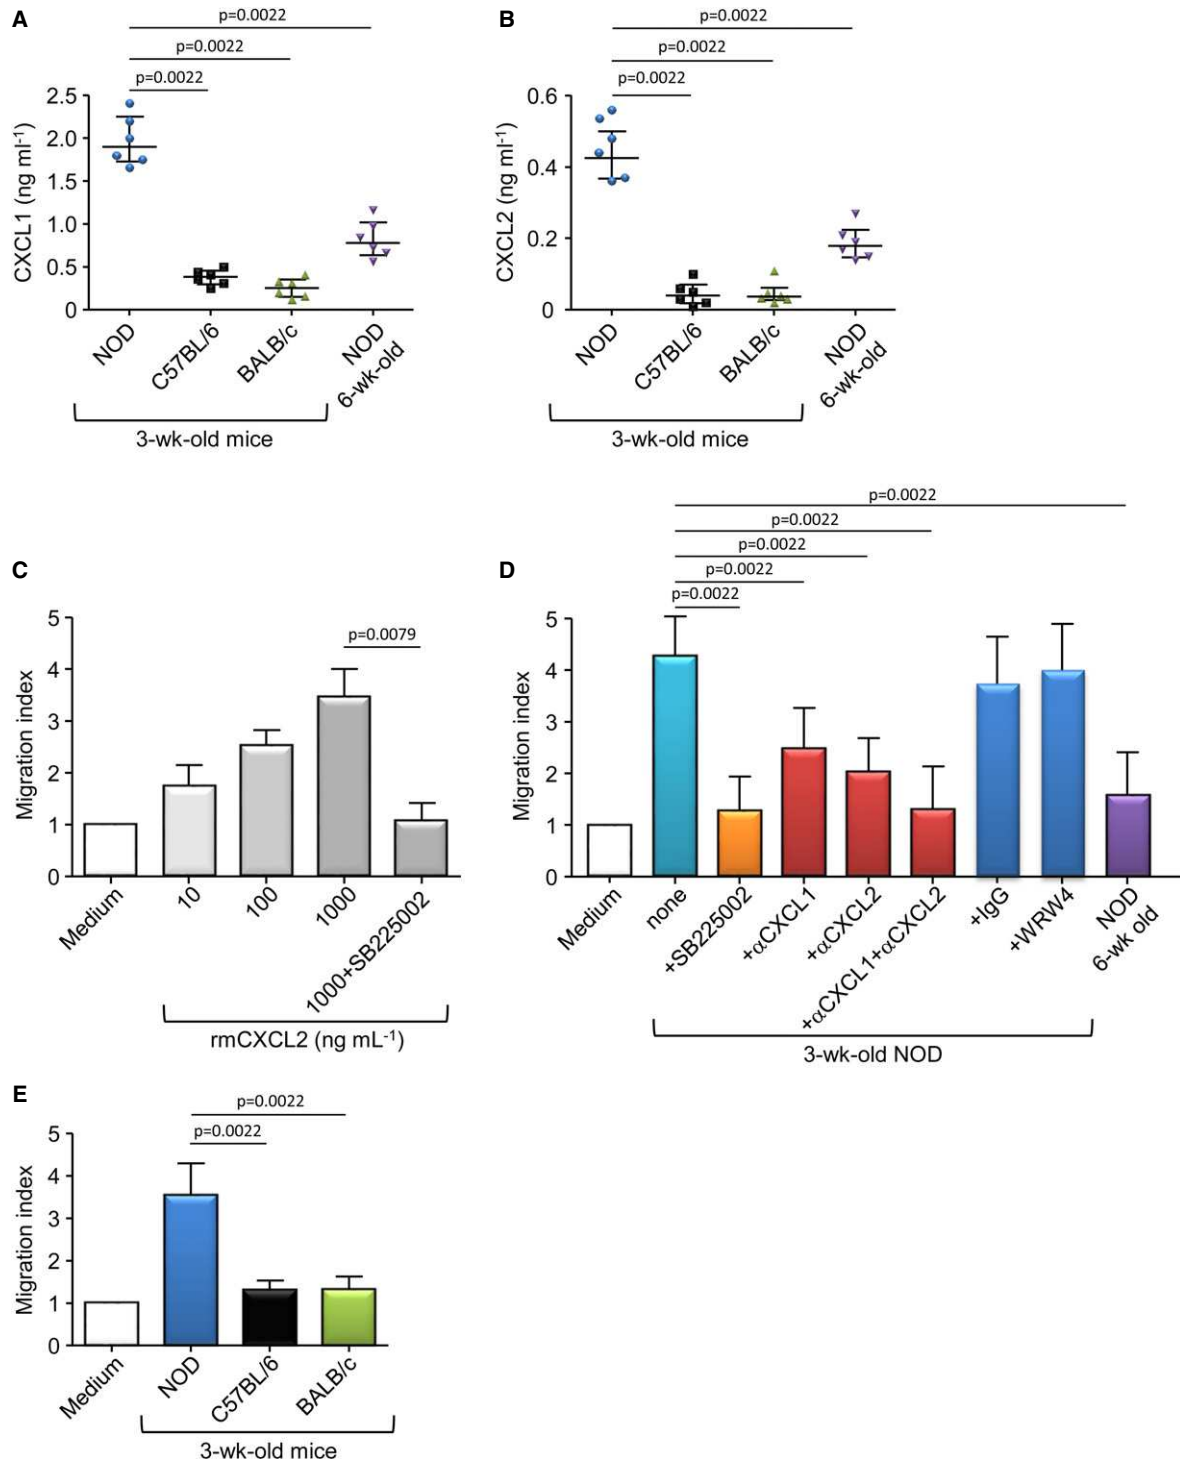 A
p=0.0022
p=0.0022
p=0.0022
CXCL1 (ng ml-1)
2.5
2.0
1.5
1.0
0.5
0
NOD
C57BL/6
BALB/c
NOD
6-wk-old
3-wk-old mice
B
p=0.0022
p=0.0022
p=0.0022
CXCL2 (ng ml-1)
0.6
0.4
0.2
0
NOD
C57BL/6
BALB/c
NOD
6-wk-old
3-wk-old mice
C
p=0.0079
Migration index
5
4
3
2
1
0
Medium
10
100
1000
1000+SB225002
rmCXCL2 (ng mL-1)
D
p=0.0022
p=0.0022
p=0.0022
p=0.0022
p=0.0022
Migration index
5
4
3
2
1
0
Medium
none
+SB225002
+αCXCL1
+αCXCL2
+αCXCL1+αCXCL2
+IgG
+WRW4
NOD
6-wk old
3-wk-old NOD
E
p=0.0022
p=0.0022
Migration index
5
4
3
2
1
0
Medium
NOD
C57BL/6
BALB/c
3-wk-old mice